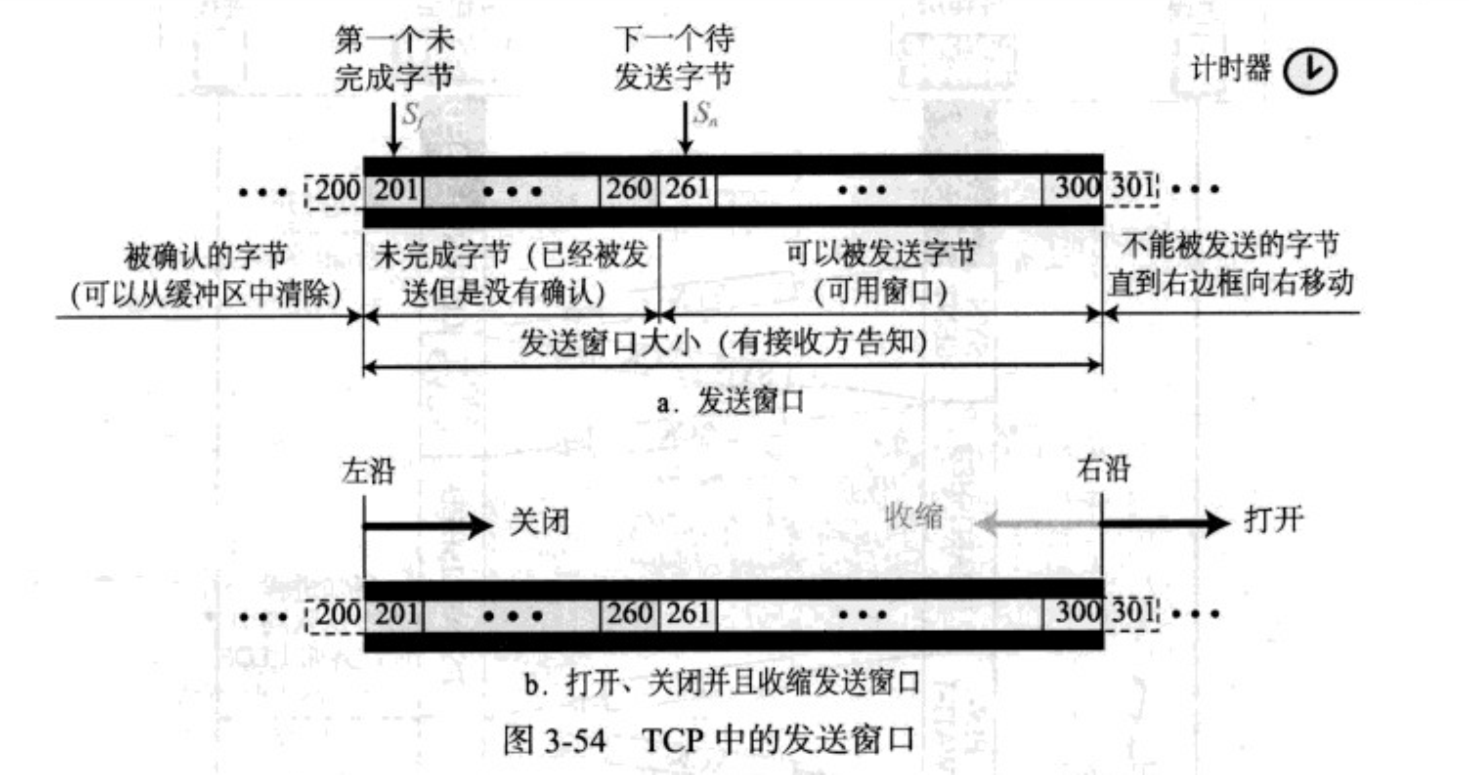 第一个未
完成字节
下一个待
发送字节
计时器
Sf
Sn
••• 200 201 ••• 260 261 ••• 300 301 •••
被确认的字节
(可以从缓冲区中清除)
未完成字节（已经被发
送但是没有确认）
可以被发送字节
(可用窗口)
不能被发送的字节
直到右边框向右移动
发送窗口大小（有接收方告知）
a. 发送窗口
左沿
右沿
关闭
收缩
打开
••• 200 201 ••• 260 261 ••• 300 301 •••
b. 打开、关闭并且收缩发送窗口
图 3-54 TCP 中的发送窗口